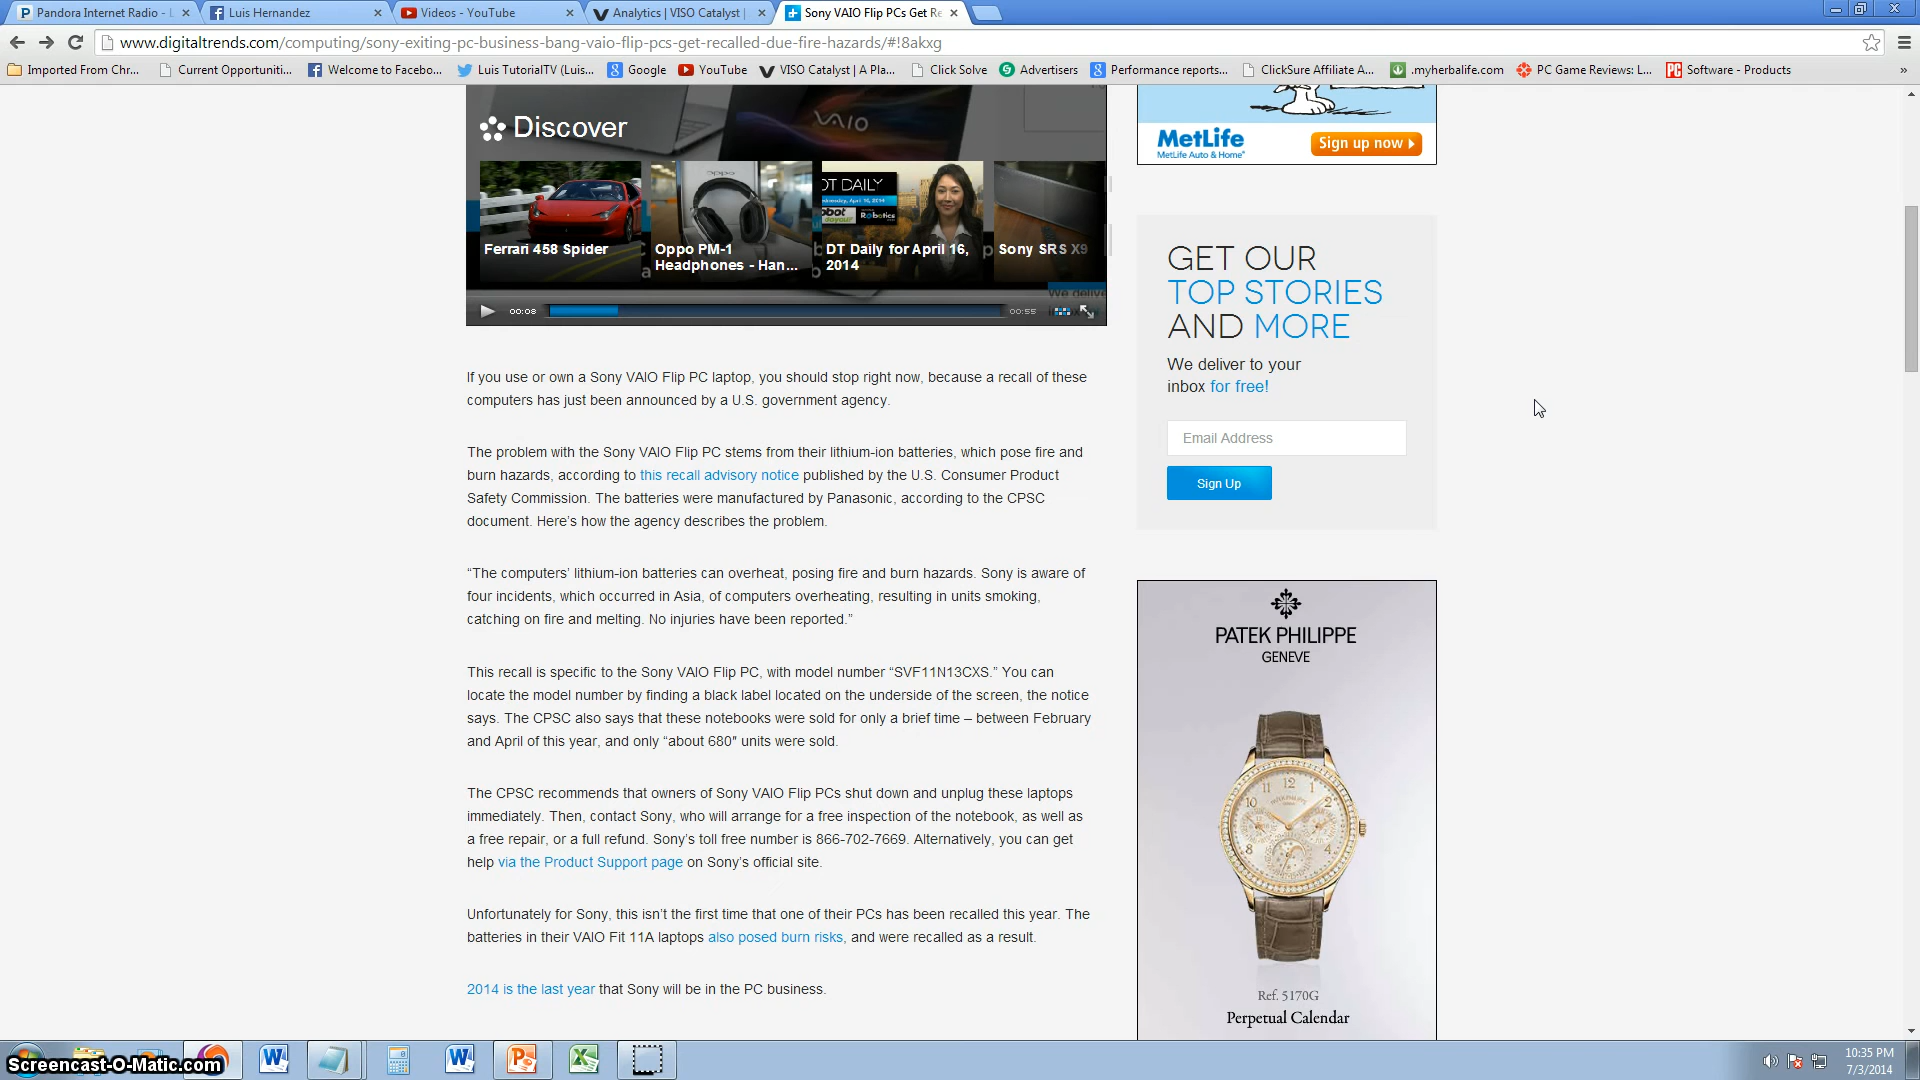 Pandora Internet Radio - L
Luis Hernandez
Videos - YouTube
Analytics | VISO Catalyst |
Sony VAIO Flip PCs Get Re
www.digitaltrends.com/computing/sony-exiting-pc-business-bang-vaio-flip-pcs-get-recalled-due-fire-hazards/#!8akxg
Imported From Chr...
Current Opportuniti...
Welcome to Facebo...
Luis TutorialTV (Luis...
Google
YouTube
VISO Catalyst | A Pla...
Click Solve
Advertisers
Performance reports...
ClickSure Affiliate A...
.myherbalife.com
PC Game Reviews: L...
Software - Products
VAIO
Discover
OPPO
DT DAILY
Wednesday, April 16, 2014
Robotics
Ferrari 458 Spider
Oppo PM-1
Headphones - Han...
DT Daily for April 16,
2014
Sony SRS X9
We delive
00:08
00:55
If you use or own a Sony VAIO Flip PC laptop, you should stop right now, because a recall of these
computers has just been announced by a U.S. government agency.
The problem with the Sony VAIO Flip PC stems from their lithium-ion batteries, which pose fire and
burn hazards, according to this recall advisory notice published by the U.S. Consumer Product
Safety Commission. The batteries were manufactured by Panasonic, according to the CPSC
document. Here’s how the agency describes the problem.
“The computers’ lithium-ion batteries can overheat, posing fire and burn hazards. Sony is aware of
four incidents, which occurred in Asia, of computers overheating, resulting in units smoking,
catching on fire and melting. No injuries have been reported.”
This recall is specific to the Sony VAIO Flip PC, with model number “SVF11N13CXS.” You can
locate the model number by finding a black label located on the underside of the screen, the notice
says. The CPSC also says that these notebooks were sold for only a brief time – between February
and April of this year, and only “about 680″ units were sold.
The CPSC recommends that owners of Sony VAIO Flip PCs shut down and unplug these laptops
immediately. Then, contact Sony, who will arrange for a free inspection of the notebook, as well as
a free repair, or a full refund. Sony’s toll free number is 866-702-7669. Alternatively, you can get
help via the Product Support page on Sony’s official site.
Unfortunately for Sony, this isn’t the first time that one of their PCs has been recalled this year. The
batteries in their VAIO Fit 11A laptops also posed burn risks, and were recalled as a result.
2014 is the last year that Sony will be in the PC business.
MetLife
MetLife Auto & Home®
Sign up now
GET OUR
TOP STORIES
AND MORE
We deliver to your
inbox for free!
Email Address
Sign Up
PATEK PHILIPPE
GENEVE
Ref. 5170G
Perpetual Calendar
Screencast-O-Matic.com
10:35 PM
7/3/2014